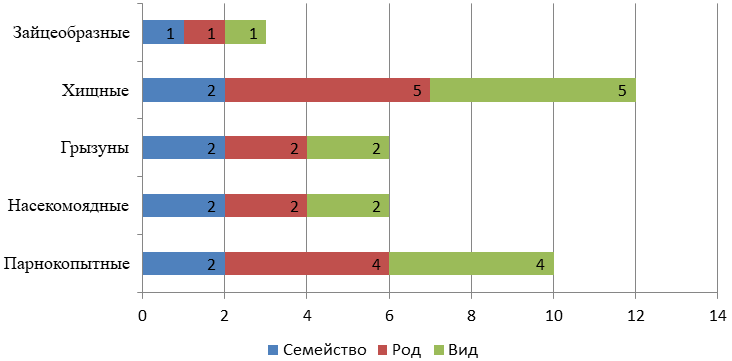 Зайцеобразные 1 1 1
Хищные 2 5 5
Грызуны 2 2 2
Насекомоядные 2 2 2
Парнокопытные 2 4 4
0 2 4 6 8 10 12 14
Семейство Род Вид